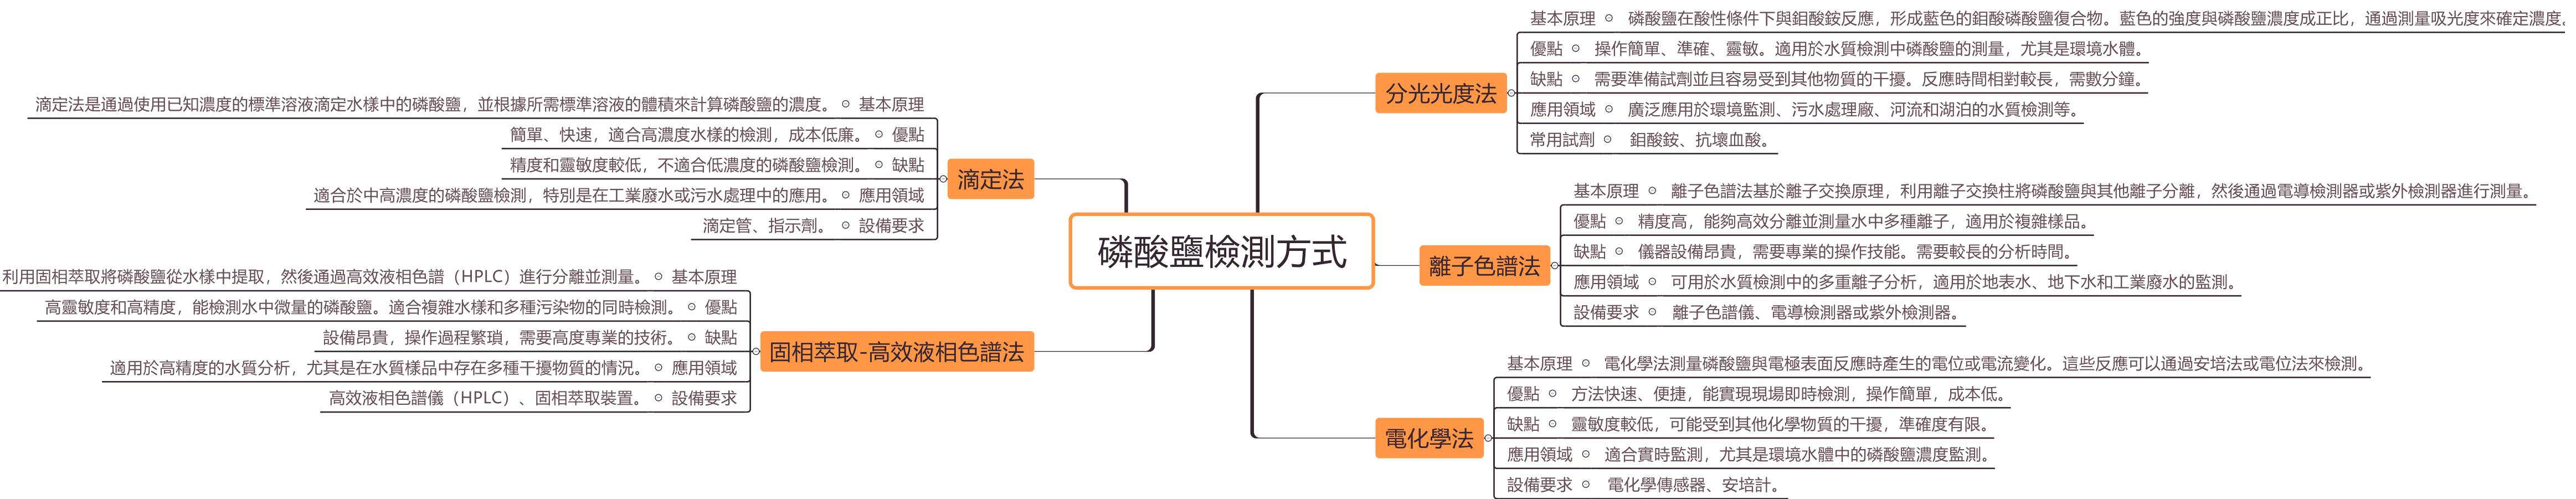 磷酸鹽檢測方式
分光光度法
基本原理 磷酸鹽在酸性條件下與鉬酸銨反應，形成藍色的鉬酸磷酸鹽復合物。藍色的強度與磷酸鹽濃度成正比，通過測量吸光度來確定濃度。
優點 操作簡單、準確、靈敏。適用於水質檢測中磷酸鹽的測量，尤其是環境水體。
缺點 需要準備試劑並且容易受到其他物質的干擾。反應時間相對較長，需數分鐘。
應用領域 廣泛應用於環境監測、污水處理廠、河流和湖泊的水質檢測等。
常用試劑 鉬酸銨、抗壞血酸。
離子色譜法
基本原理 離子色譜法基於離子交換原理，利用離子交換柱將磷酸鹽與其他離子分離，然後通過電導檢測器或紫外檢測器進行測量。
優點 精度高，能夠高效分離並測量水中多種離子，適用於複雜樣品。
缺點 儀器設備昂貴，需要專業的操作技能。需要較長的分析時間。
應用領域 可用於水質檢測中的多重離子分析，適用於地表水、地下水和工業廢水的監測。
設備要求 離子色譜儀、電導檢測器或紫外檢測器。
電化學法
基本原理 電化學法測量磷酸鹽與電極表面反應時產生的電位或電流變化。這些反應可以通過安培法或電位法來檢測。
優點 方法快速、便捷，能實現現場即時檢測，操作簡單，成本低。
缺點 靈敏度較低，可能受到其他化學物質的干擾，準確度有限。
應用領域 適合實時監測，尤其是環境水體中的磷酸鹽濃度監測。
設備要求 電化學傳感器、安培計。
滴定法
滴定法是通過使用已知濃度的標準溶液滴定水樣中的磷酸鹽，並根據所需標準溶液的體積來計算磷酸鹽的濃度。 基本原理
簡單、快速，適合高濃度水樣的檢測，成本低廉。 優點
精度和靈敏度較低，不適合低濃度的磷酸鹽檢測。 缺點
適合於中高濃度的磷酸鹽檢測，特別是在工業廢水或污水處理中的應用。 應用領域
滴定管、指示劑。 設備要求
固相萃取-高效液相色譜法
利用固相萃取將磷酸鹽從水樣中提取，然後通過高效液相色譜（HPLC）進行分離並測量。 基本原理
高靈敏度和高精度，能檢測水中微量的磷酸鹽。適合複雜水樣和多種污染物的同時檢測。 優點
設備昂貴，操作過程繁瑣，需要高度專業的技術。 缺點
適用於高精度的水質分析，尤其是在水質樣品中存在多種干擾物質的情況。 應用領域
高效液相色譜儀（HPLC）、固相萃取裝置。 設備要求